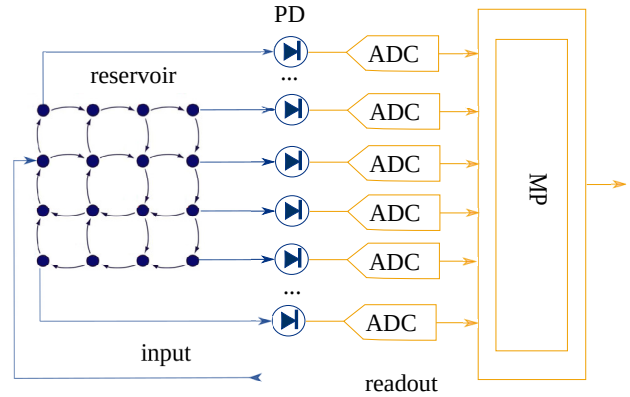 PD
ADC
reservoir
...
ADC
ADC
MP
ADC
ADC
...
ADC
input
readout